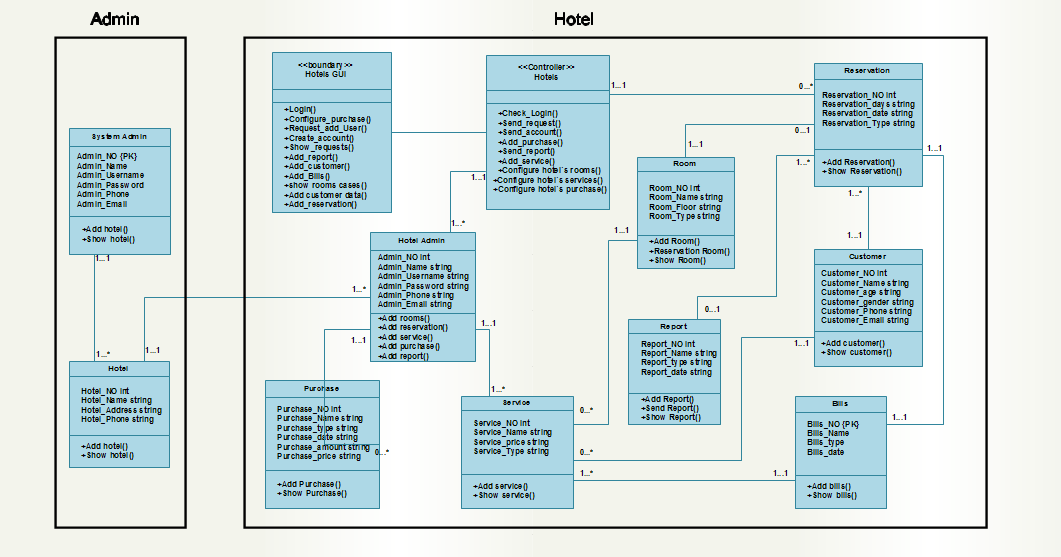 Admin
Hotel
System Admin
Admin_NO {PK}
Admin_Name
Admin_Username
Admin_Password
Admin_Phone
Admin_Email
+Add hotel()
+Show hotel()
1...1
1...*
1...1
Hotel
Hotel_NO int
Hotel_Name string
Hotel_Address string
Hotel_Phone string
+Add hotel()
+Show hotel()
<<boundary>>
Hotels GUI
+Login()
+Configure_purchase()
+Request_add_User()
+Create_account()
+Show_requests()
+Add_report()
+Add_customer()
+Add_Bills()
+show rooms cases()
+Add customer data()
+Add_reservation()
<<Controller>>
Hotels
+Check_Login()
+Send_request()
+Send_account()
+Add_purchase()
+Send_report()
+Add_service()
+Configure hotel`s rooms()
+Configure hotel`s services()
+Configure hotel`s purchase()
1...1
0...*
1...1
1...*
Hotel Admin
Admin_NO int
Admin_Name string
Admin_Username string
Admin_Password string
Admin_Phone string
Admin_Email string
+Add rooms()
+Add reservation()
+Add service()
+Add purchase()
+Add report()
1...*
1...1
1...1
1...*
Purchase
Purchase_NO int
Purchase_Name string
Purchase_type string
Purchase_date string
Purchase_amount string
Purchase_price string
+Add Purchase()
+Show Purchase()
0...*
Service
Service_NO int
Service_Name string
Service_price string
Service_Type string
+Add service()
+Show service()
0...*
0...*
1...*
1...1
Room
Room_NO int
Room_Name string
Room_Floor string
Room_Type string
+Add Room()
+Reservation Room()
+Show Room()
1...1
1...1
0...1
Report
Report_NO int
Report_Name string
Report_type string
Report_date string
+Add Report()
+Send Report()
+Show Report()
0...1
1...*
Reservation
Reservation_NO int
Reservation_days string
Reservation_date string
Reservation_Type string
+Add Reservation()
+Show Reservation()
1...1
1...*
1...1
Customer
Customer_NO int
Customer_Name string
Customer_age string
Customer_gender string
Customer_Phone string
Customer_Email string
+Add customer()
+Show customer()
1...1
Bills
Bills_NO {PK}
Bills_Name
Bills_type
Bills_date
+Add bills()
+Show bills()
1...1